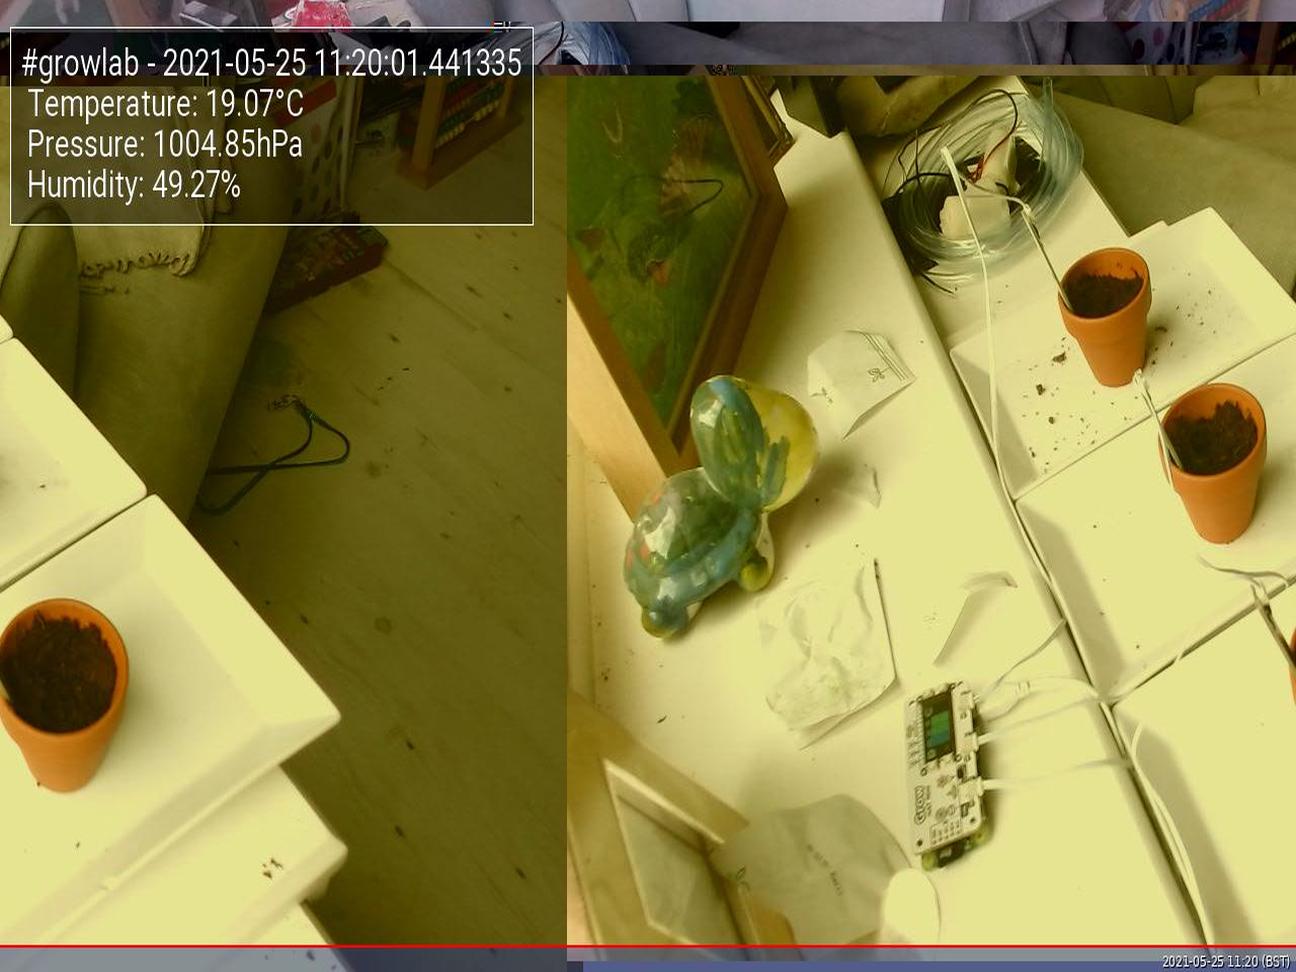 #growlab - 2021-05-25 11:20:01.441335
Temperature: 19.07°C
Pressure: 1004.85hPa
Humidity: 49.27%
Grow
2021-05-25 11:20 (BST)